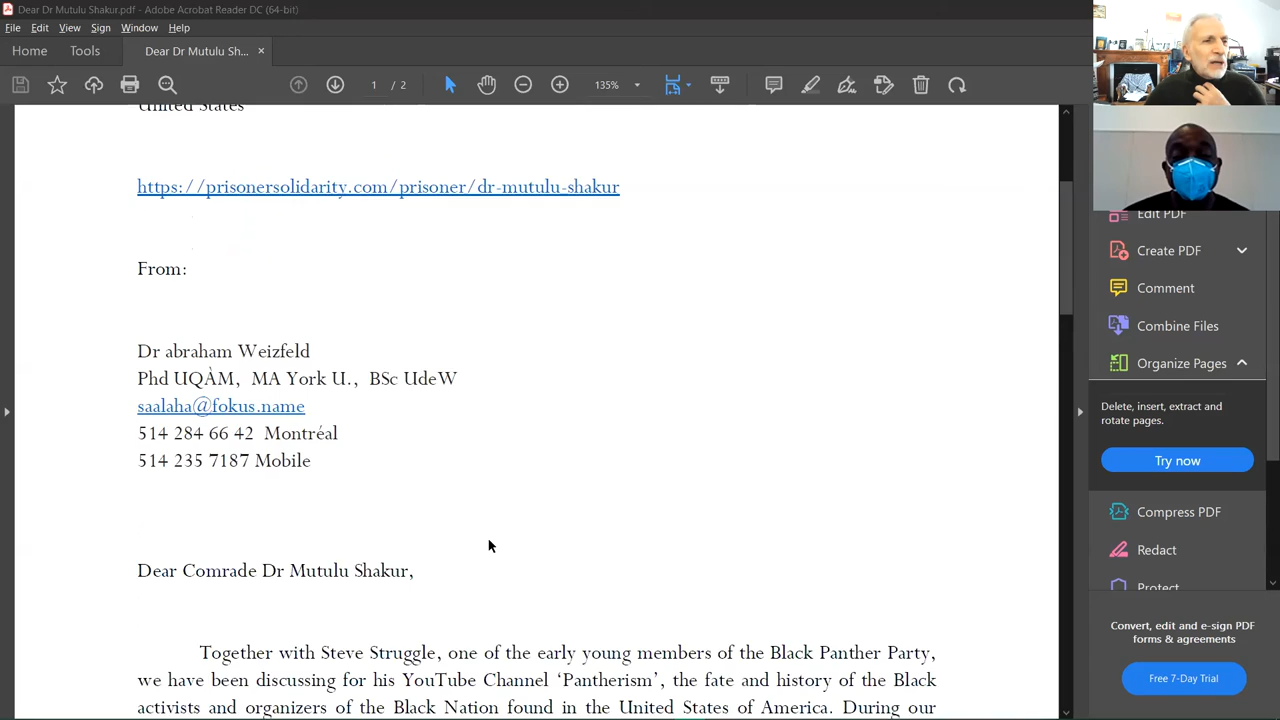 Dear Dr Mutulu Shakur.pdf - Adobe Acrobat Reader DC (64-bit)
File Edit View Sign Window Help
Home Tools Dear Dr Mutulu Sh... ×
1 / 2 135%
United States
https://prisonersolidarity.com/prisoner/dr-mutulu-shakur
From:
Dr abraham Weizfeld
Phd UQÀM, MA York U., BSc UdeW
saalaha@fokus.name
514 284 66 42 Montréal
514 235 7187 Mobile
Dear Comrade Dr Mutulu Shakur,
Together with Steve Struggle, one of the early young members of the Black Panther Party,
we have been discussing for his YouTube Channel ‘Pantherism’, the fate and history of the Black
activists and organizers of the Black Nation found in the United States of America. During our
Edit PDF
Create PDF
Comment
Combine Files
Organize Pages
Delete, insert, extract and
rotate pages.
Try now
Compress PDF
Redact
Protect
Convert, edit and e-sign PDF
forms & agreements
Free 7-Day Trial